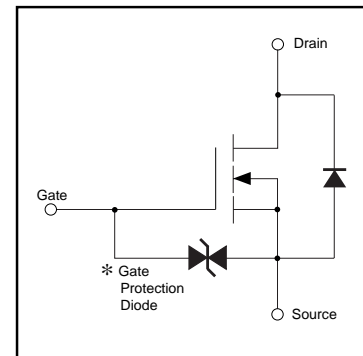 Drain
Gate
* Gate
Protection
Diode
Source